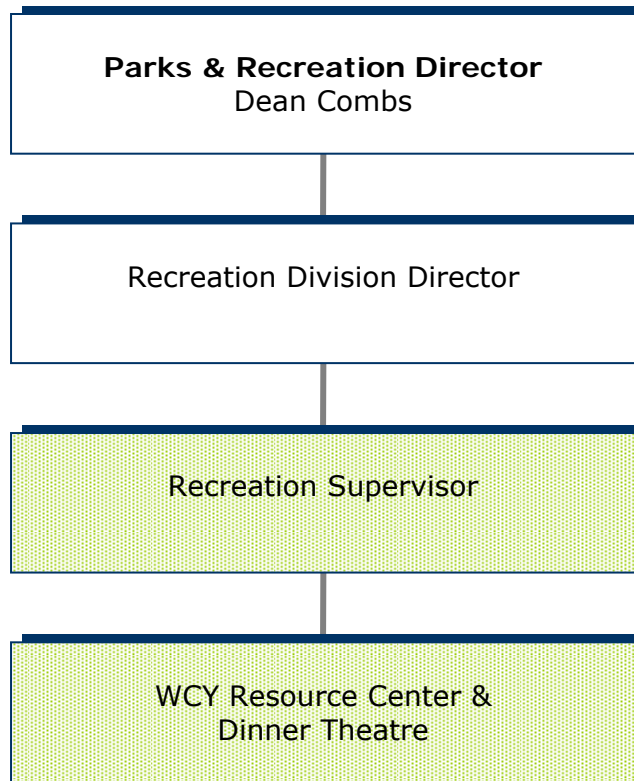 Parks & Recreation Director
Dean Combs
Recreation Division Director
Recreation Supervisor
WCY Resource Center &
Dinner Theatre